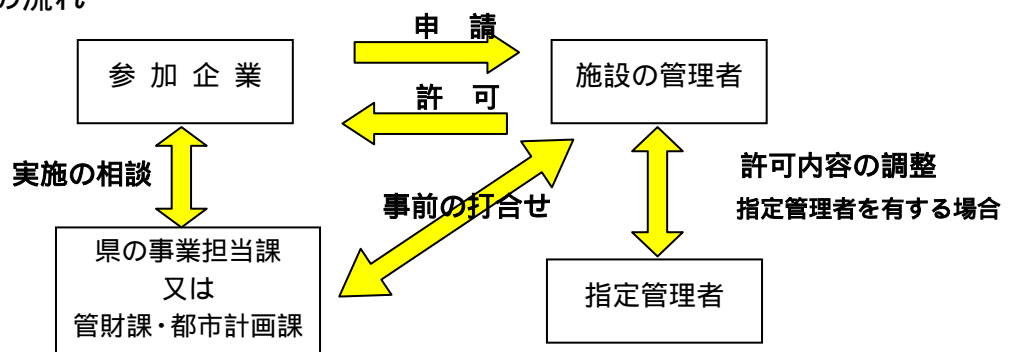 の流れ
申 請
参 加 企 業
施設の管理者
許 可
実施の相談
許可内容の調整
事前の打合せ
指定管理者を有する場合
県の事業担当課
又は
管財課・都市計画課
指定管理者